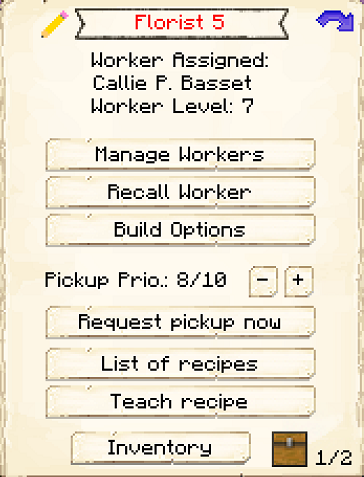 Florist 5
Worker Assigned:
Callie P. Basset
Worker Level: 7
Manage Workers
Recall Worker
Build Options
Pickup Prio.: 8/10 - +
Request pickup now
List of recipes
Teach recipe
Inventory
1/2